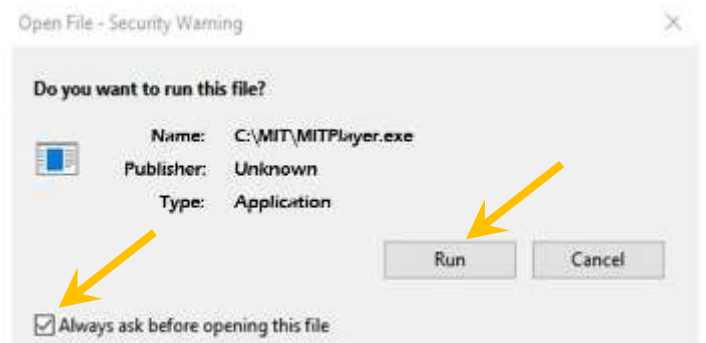 Open File - Security Warning
Do you want to run this file?
Name: C:\MIT\MITPlayer.exe
Publisher: Unknown
Type: Application
Run Cancel
Always ask before opening this file